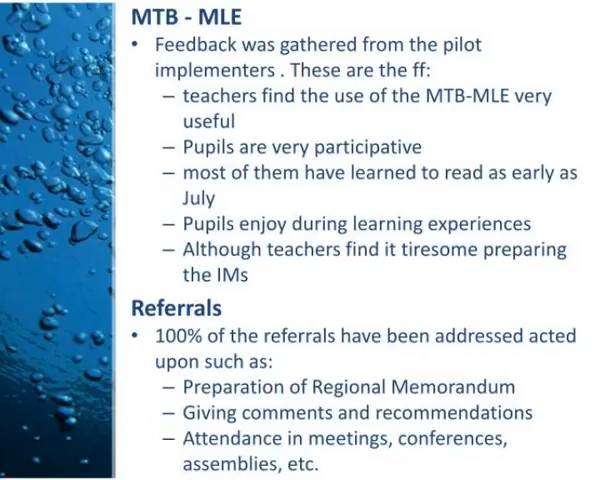 MTB - MLE
• Feedback was gathered from the pilot
implementers . These are the ff:
– teachers find the use of the MTB-MLE very
useful
– Pupils are very participative
– most of them have learned to read as early as
July
– Pupils enjoy during learning experiences
– Although teachers find it tiresome preparing
the IMs
Referrals
• 100% of the referrals have been addressed acted
upon such as:
– Preparation of Regional Memorandum
– Giving comments and recommendations
– Attendance in meetings, conferences,
assemblies, etc.